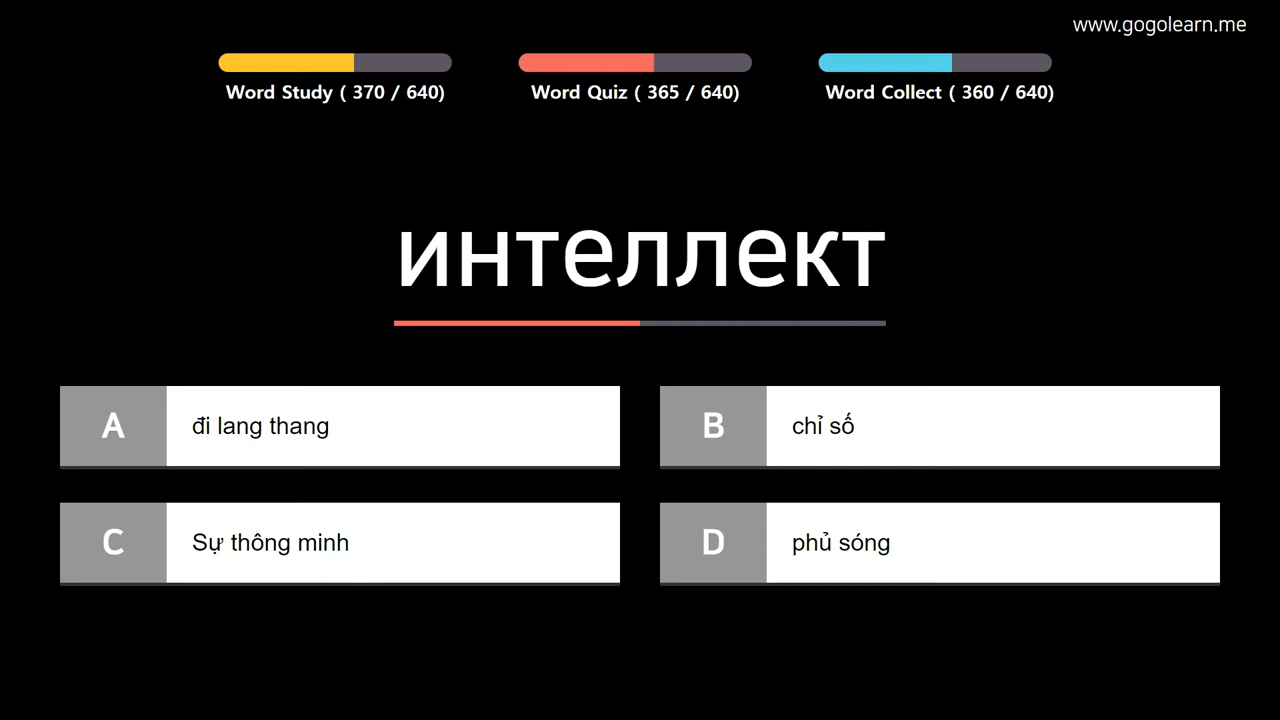 www.gogolearn.me
Word Study ( 370 / 640)
Word Quiz ( 365 / 640)
Word Collect ( 360 / 640)
интеллект
A đi lang thang
B chỉ số
C Sự thông minh
D phủ sóng